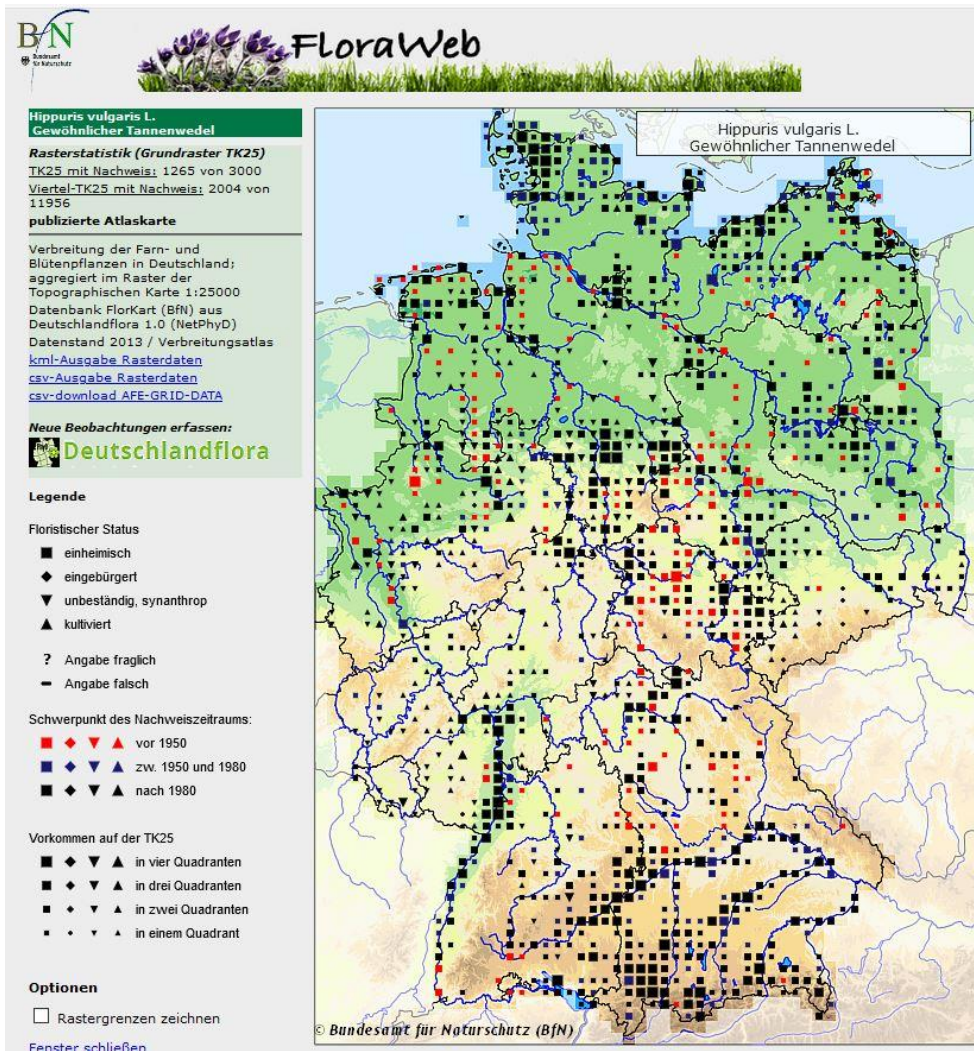 BfN
Bundesamt
für Naturschutz
FloraWeb
Hippuris vulgaris L.
Gewöhnlicher Tannenwedel
Rasterstatistik (Grundraster TK25)
TK25 mit Nachweis: 1265 von 3000
Viertel-TK25 mit Nachweis: 2004 von
11956
publizierte Atlaskarte
Verbreitung der Farn- und
Blütenpflanzen in Deutschland;
aggregiert im Raster der
Topographischen Karte 1:25000
Datenbank FlorKart (BfN) aus
Deutschlandflora 1.0 (NetPhyD)
Datenstand 2013 / Verbreitungsatlas
kml-Ausgabe Rasterdaten
csv-Ausgabe Rasterdaten
csv-download AFE-GRID-DATA
Neue Beobachtungen erfassen:
Deutschlandflora
Legende
Floristischer Status
einheimisch
eingebürgert
unbeständig, synanthrop
kultiviert
? Angabe fraglich
Angabe falsch
Schwerpunkt des Nachweiszeitraums:
vor 1950
zw. 1950 und 1980
nach 1980
Vorkommen auf der TK25
in vier Quadranten
in drei Quadranten
in zwei Quadranten
in einem Quadrant
Optionen
Rastergrenzen zeichnen
Fenster schließen
Hippuris vulgaris L.
Gewöhnlicher Tannenwedel
© Bundesamt für Naturschutz (BfN)